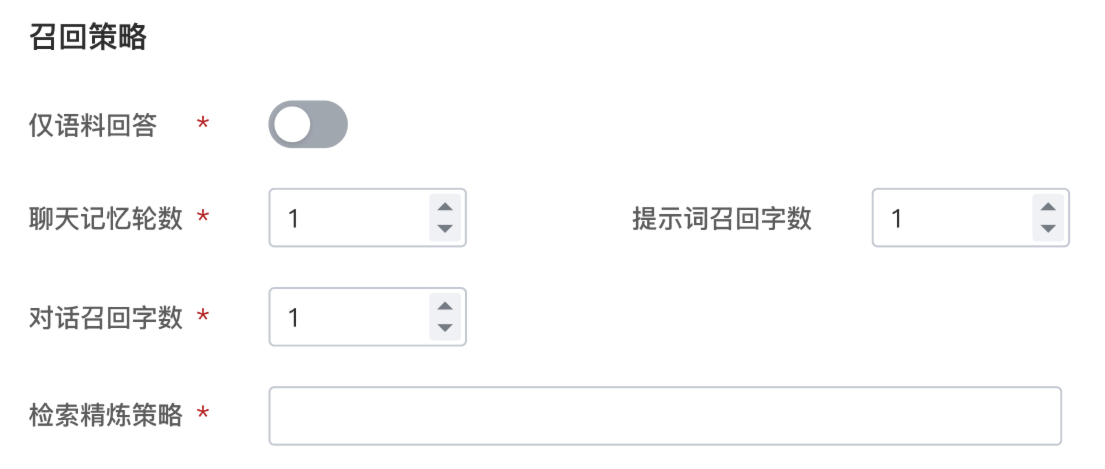 召回策略
仅语料回答 *
聊天记忆轮数 * 1 提示词召回字数 1
对话召回字数 * 1
检索精炼策略 *